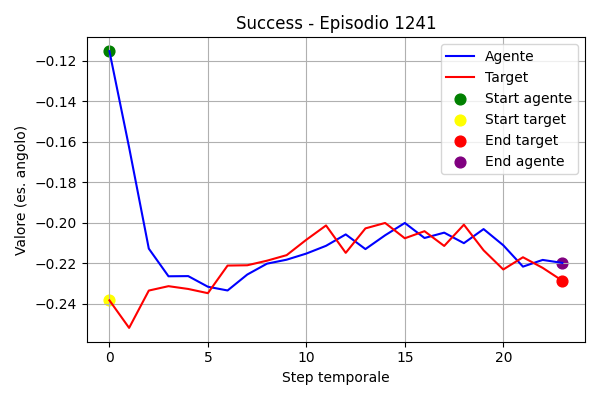 Success - Episodio 1241
Valore (es. angolo)
−0.12
−0.14
−0.16
−0.18
−0.20
−0.22
−0.24
Agente
Target
Start agente
Start target
End target
End agente
0
5
10
15
20
Step temporale